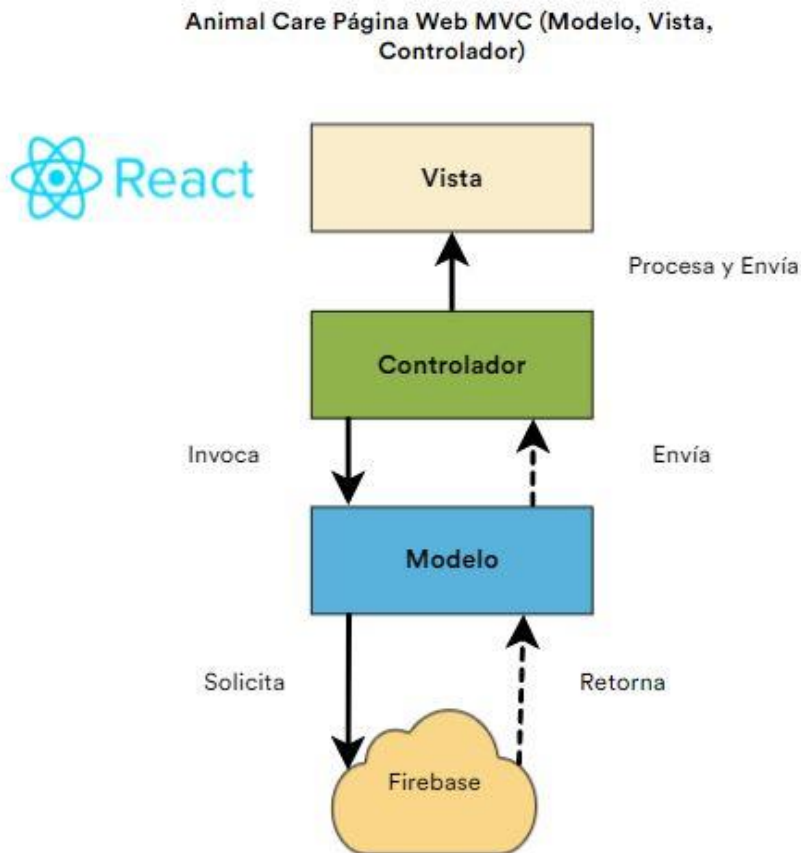 Animal Care Página Web MVC (Modelo, Vista,
Controlador)
React
Vista
Procesa y Envía
Controlador
Invoca
Envía
Modelo
Solicita
Retorna
Firebase